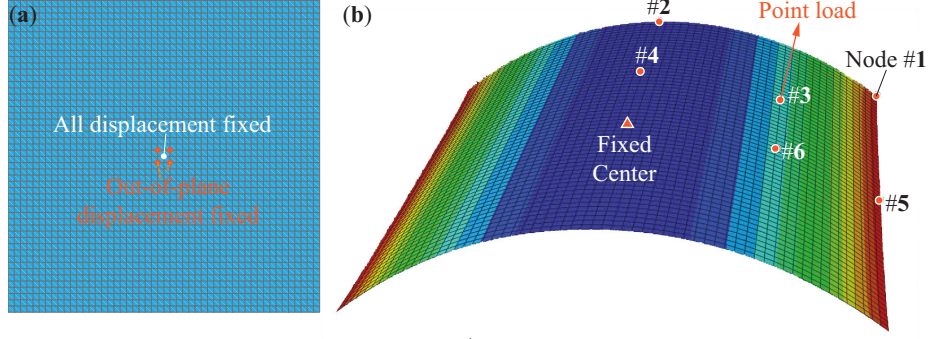 (a)
All displacement fixed
Out-of-plane
displacement fixed
(b)
#2
Point load
#4
Node #1
#3
Fixed
Center
#6
#5